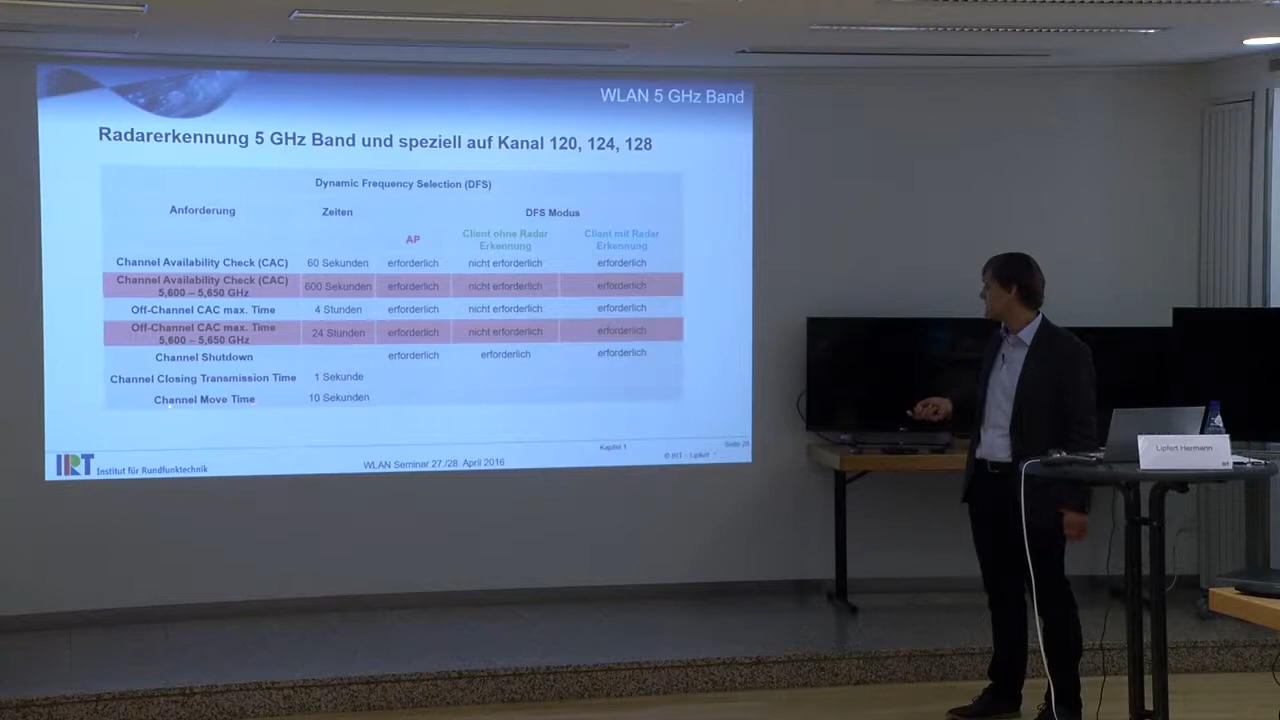 WLAN 5 GHz Band
Radarerkennung 5 GHz Band und speziell auf Kanal 120, 124, 128
Dynamic Frequency Selection (DFS)
Anforderung Zeiten DFS Modus
AP Client ohne Radar Erkennung Client mit Radar Erkennung
Channel Availability Check (CAC) 60 Sekunden erforderlich nicht erforderlich erforderlich
Channel Availability Check (CAC) 5,600 – 5,650 GHz 600 Sekunden erforderlich nicht erforderlich erforderlich
Off-Channel CAC max. Time 4 Stunden erforderlich nicht erforderlich erforderlich
Off-Channel CAC max. Time 5,600 – 5,650 GHz 24 Stunden erforderlich nicht erforderlich erforderlich
Channel Shutdown erforderlich erforderlich erforderlich
Channel Closing Transmission Time 1 Sekunde
Channel Move Time 10 Sekunden
IRT Institut für Rundfunktechnik
WLAN Seminar 27./28. April 2016
Kapitel 1
Seite 28
© IRT – Lipfert
Lipfert Hermann